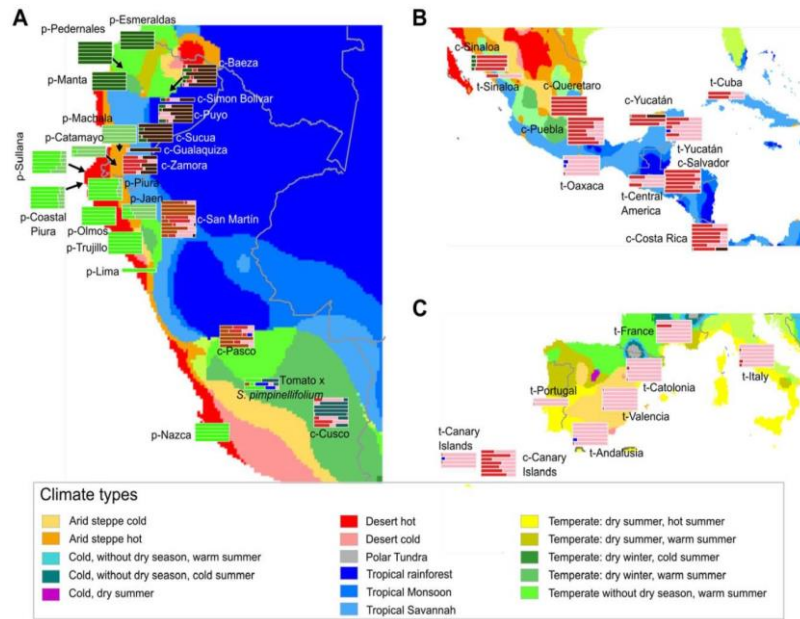 A
p-Esmeraldas
p-Pedernales
c-Baeza
p-Manta
c-Simon Bolivar
c-Puyo
p-Machala
p-Catamayo
c-Sucua
c-Gualaquiza
c-Zamora
p-Sullana
p-Piura
p-Jaen
p-Coastal
Piura
c-San Martín
p-Olmos
p-Trujillo
p-Lima
c-Pasco
Tomato x
S. pimpinellifolium
c-Cusco
p-Nazca
B
c-Sinaloa
t-Sinaloa
c-Queretaro
t-Cuba
c-Yucatán
c-Puebla
t-Yucatán
c-Salvador
t-Oaxaca
t-Central
America
c-Costa Rica
C
t-France
t-Italy
t-Catolonia
t-Portugal
t-Valencia
t-Canary
Islands
c-Canary
Islands
t-Andalusia
Climate types
Arid steppe cold
Arid steppe hot
Cold, without dry season, warm summer
Cold, without dry season, cold summer
Cold, dry summer
Desert hot
Desert cold
Polar Tundra
Tropical rainforest
Tropical Monsoon
Tropical Savannah
Temperate: dry summer, hot summer
Temperate: dry summer, warm summer
Temperate: dry winter, cold summer
Temperate: dry winter, warm summer
Temperate without dry season, warm summer